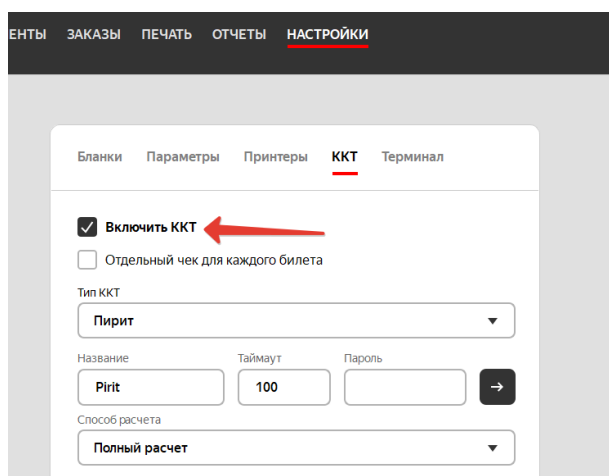 ЕНТЫ ЗАКАЗЫ ПЕЧАТЬ ОТЧЕТЫ НАСТРОЙКИ
Бланки Параметры Принтеры ККТ Терминал
Включить ККТ
Отдельный чек для каждого билета
Тип ККТ
Пирит
Название Таймаут Пароль
Pirit 100
Способ расчета
Полный расчет